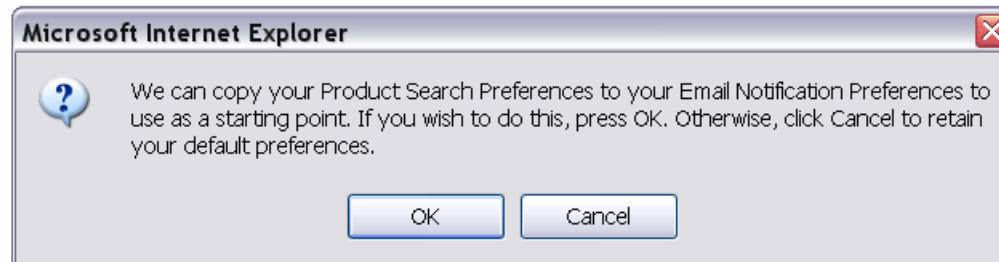 Microsoft Internet Explorer
We can copy your Product Search Preferences to your Email Notification Preferences to
use as a starting point. If you wish to do this, press OK. Otherwise, click Cancel to retain
your default preferences.
OK
Cancel